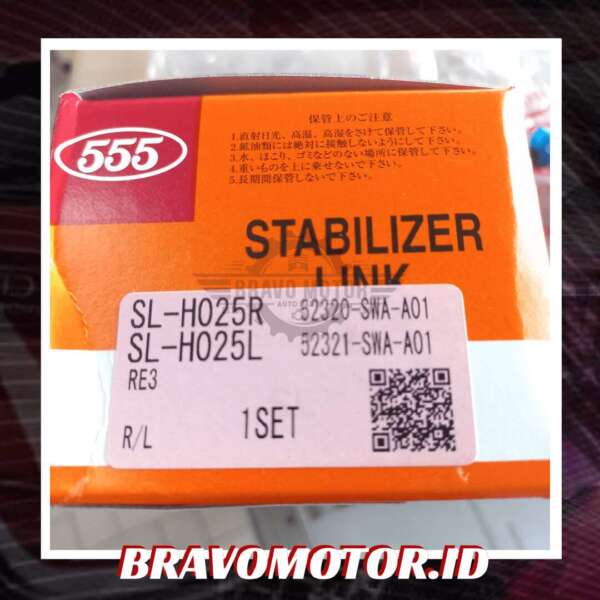 保管上のご注意
1.直射日光、高温、高湿をさけて保管して下さい。
2.鉱油類には絶対に接触しないようにして下さい。
3.水、ほこり、ゴミなどのない場所に保管して下さい。
4.重いものを上に乗せないで下さい。
5.長期間保管しないで下さい。
555
STABILIZER
LINK
BRAVO MOTOR
SL-H025R 52320-SWA-A01
SL-H025L 52321-SWA-A01
RE3
R/L 1SET
BRAVOMOTOR.ID